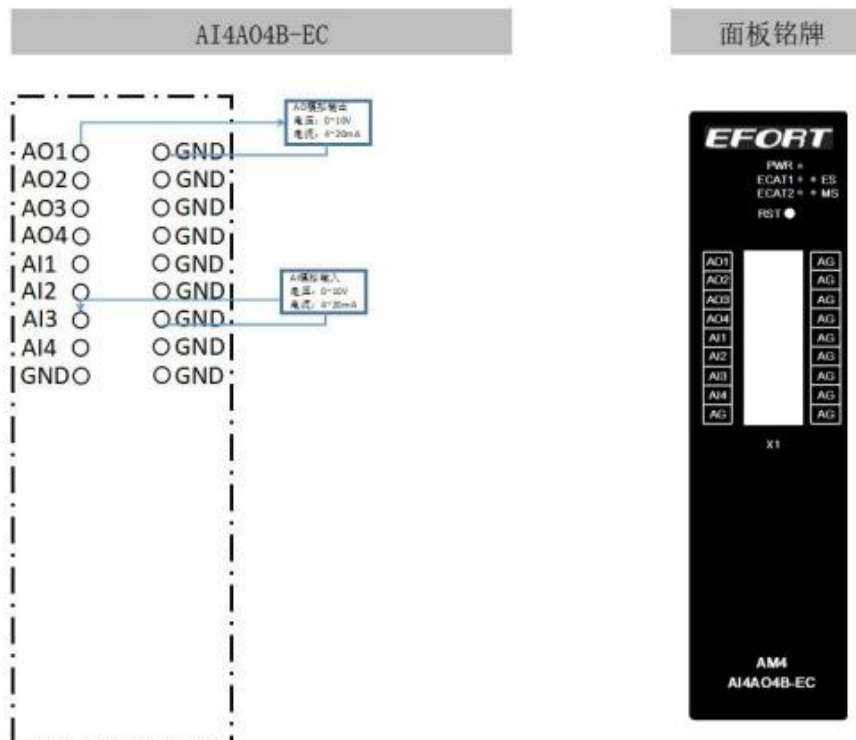 AI4AO4B-EC
面板铭牌
AO1 GND
AO2 GND
AO3 GND
AO4 GND
AI1 GND
AI2 GND
AI3 GND
AI4 GND
GND GND
AO模拟输出
电压：0~10V
电流：4~20mA
AI模拟输入
电压：0~10V
电流：4~20mA
EFORT
PWR
ECAT1 ES
ECAT2 MS
RST
AO1 AG
AO2 AG
AO3 AG
AO4 AG
AI1 AG
AI2 AG
AI3 AG
AI4 AG
AG AG
X1
AM4
AI4AO4B-EC